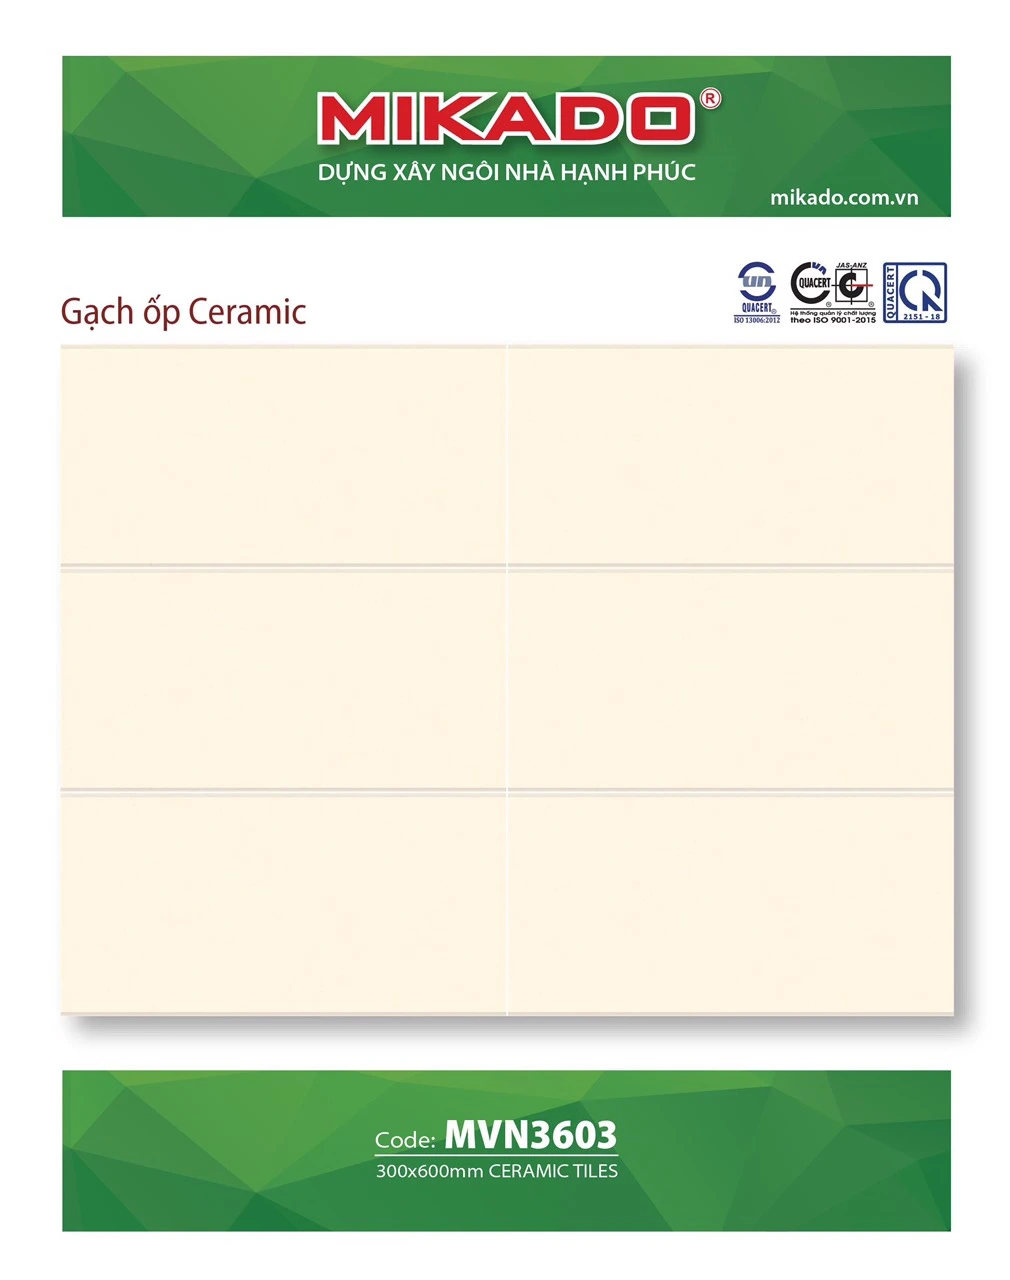 MIKADO®
DỰNG XÂY NGÔI NHÀ HẠNH PHÚC
mikado.com.vn
Gạch ốp Ceramic
un
QUACERT®
ISO 13006:2012
un
QUACERT®
JAS-ANZ
®
Hệ thống quản lý chất lượng
theo ISO 9001-2015
QUACERT
2151 - 18
Code: MVN3603
300x600mm CERAMIC TILES